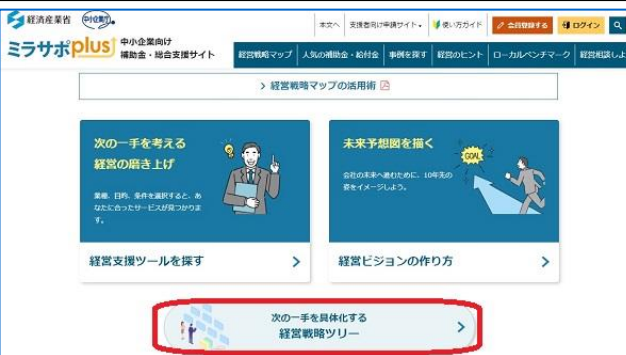 経済産業省 中小企業庁
本文へ 支援者向け申請サイト 使い方ガイド 会員登録する ログイン
ミラサポplus 中小企業向け
補助金・総合支援サイト
経営戦略マップ 人気の補助金・給付金 事例を探す 経営のヒント ローカルベンチマーク 経営相談しよ
経営戦略マップの活用術
次の一手を考える
経営の磨き上げ
業種、目的、条件を選択すると、あ
なたに合ったサービスが見つかりま
す。
経営支援ツールを探す
未来予想図を描く
GOAL
会社の未来へ進むために、10年先の
姿をイメージしよう。
経営ビジョンの作り方
次の一手を具体化する
経営戦略ツリー